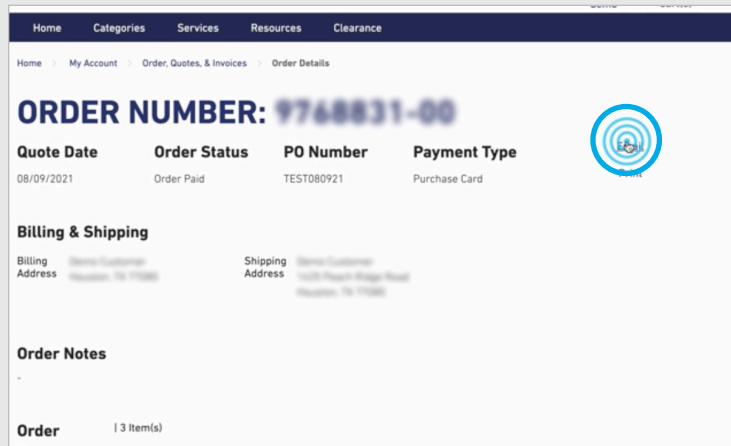 Home Categories Services Resources Clearance
Home > My Account > Order, Quotes, & Invoices > Order Details
ORDER NUMBER:
Quote Date Order Status PO Number Payment Type
Email
08/09/2021 Order Paid TEST080921 Purchase Card
Print
Billing & Shipping
Billing Address
Shipping Address
Order Notes
-
Order | 3 Item(s)